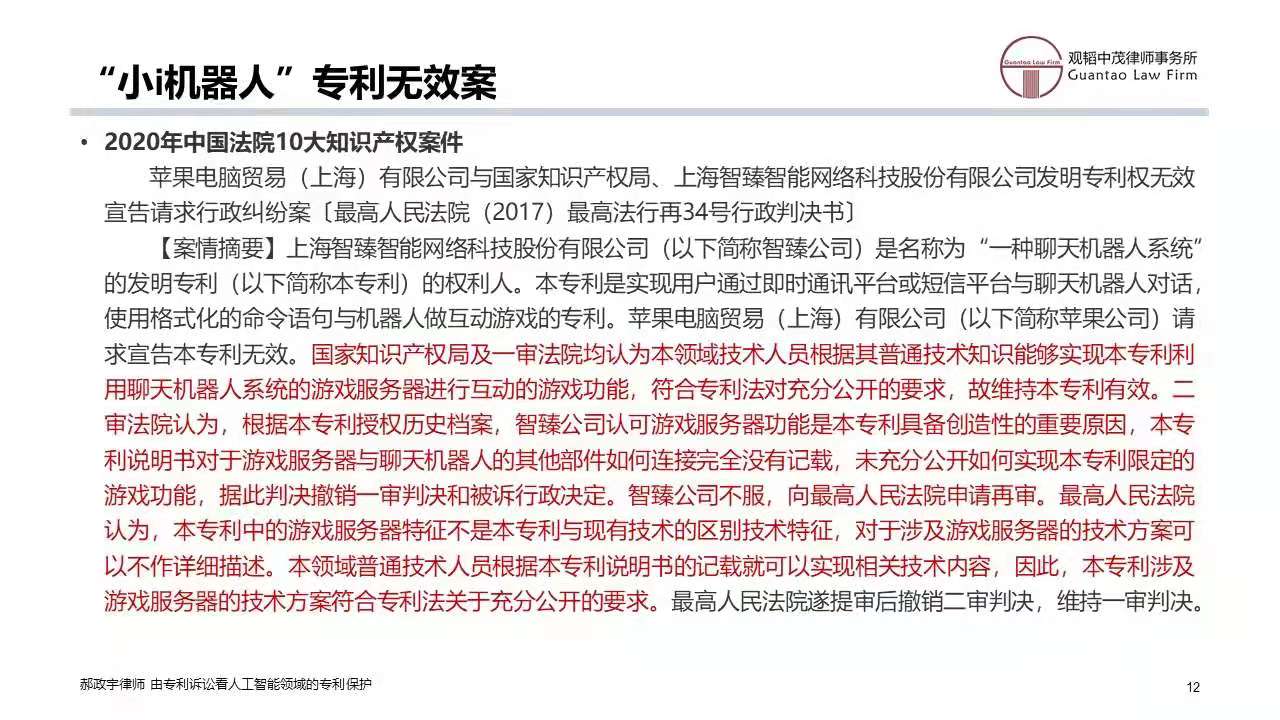 “小i机器人”专利无效案
观韬中茂律师事务所
Guantao Law Firm
Guantao Law Firm
• 2020年中国法院10大知识产权案件
苹果电脑贸易（上海）有限公司与国家知识产权局、上海智臻智能网络科技股份有限公司发明专利权无效
宣告请求行政纠纷案〔最高人民法院（2017）最高法行再34号行政判决书〕
【案情摘要】上海智臻智能网络科技股份有限公司（以下简称智臻公司）是名称为“一种聊天机器人系统”
的发明专利（以下简称本专利）的权利人。本专利是实现用户通过即时通讯平台或短信平台与聊天机器人对话，
使用格式化的命令语句与机器人做互动游戏的专利。苹果电脑贸易（上海）有限公司（以下简称苹果公司）请
求宣告本专利无效。国家知识产权局及一审法院均认为本领域技术人员根据其普通技术知识能够实现本专利利
用聊天机器人系统的游戏服务器进行互动的游戏功能，符合专利法对充分公开的要求，故维持本专利有效。二
审法院认为，根据本专利授权历史档案，智臻公司认可游戏服务器功能是本专利具备创造性的重要原因，本专
利说明书对于游戏服务器与聊天机器人的其他部件如何连接完全没有记载，未充分公开如何实现本专利限定的
游戏功能，据此判决撤销一审判决和被诉行政决定。智臻公司不服，向最高人民法院申请再审。最高人民法院
认为，本专利中的游戏服务器特征不是本专利与现有技术的区别技术特征，对于涉及游戏服务器的技术方案可
以不作详细描述。本领域普通技术人员根据本专利说明书的记载就可以实现相关技术内容，因此，本专利涉及
游戏服务器的技术方案符合专利法关于充分公开的要求。最高人民法院遂提审后撤销二审判决，维持一审判决。
郝政宇律师 由专利诉讼看人工智能领域的专利保护
12